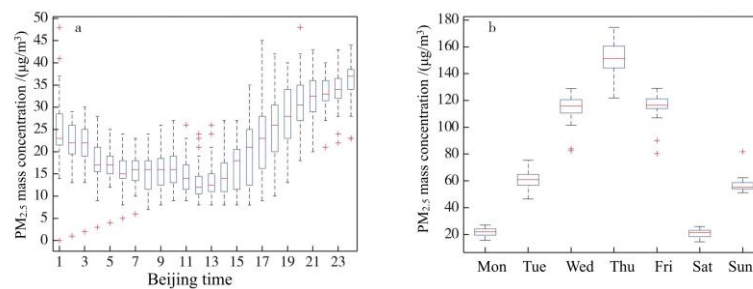 a
PM2.5 mass concentration /(μg/m³)
50
45
40
35
30
25
20
15
10
5
0
1 3 5 7 9 11 13 15 17 19 21 23
Beijing time
b
PM2.5 mass concentration /(μg/m³)
180
160
140
120
100
80
60
40
20
Mon Tue Wed Thu Fri Sat Sun